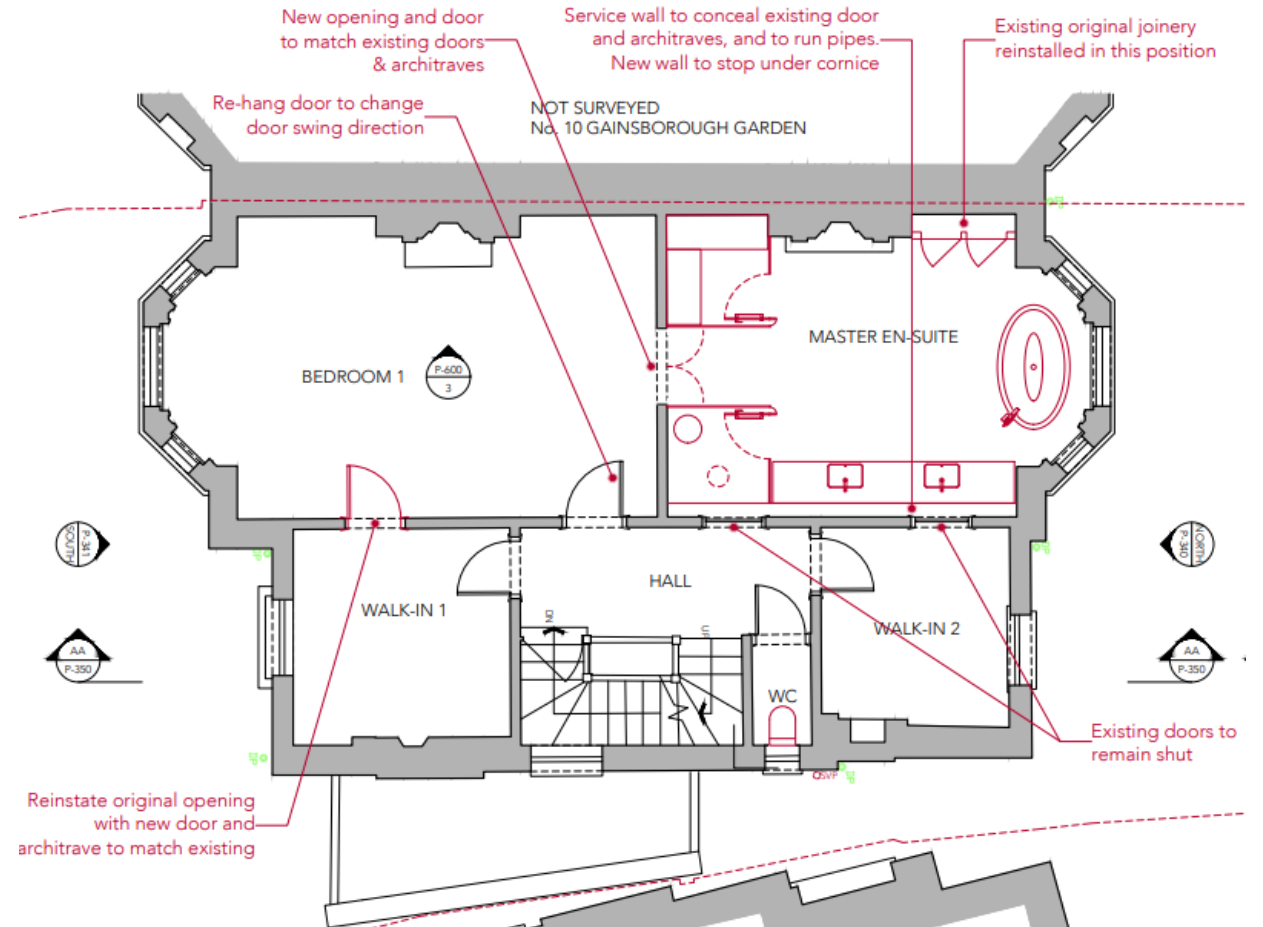 New opening and door
to match existing doors
& architraves
Service wall to conceal existing door
and architraves, and to run pipes.
New wall to stop under cornice
Existing original joinery
reinstalled in this position
Re-hang door to change
door swing direction
NOT SURVEYED
No. 10 GAINSBOROUGH GARDEN
MASTER EN-SUITE
BEDROOM 1
P-600
3
SOUTH
P-341
NORTH
P-340
HALL
WALK-IN 1
DN
UP
WALK-IN 2
AA
P-350
AA
P-350
WC
Existing doors to
remain shut
SVP
Reinstate original opening
with new door and
architrave to match existing